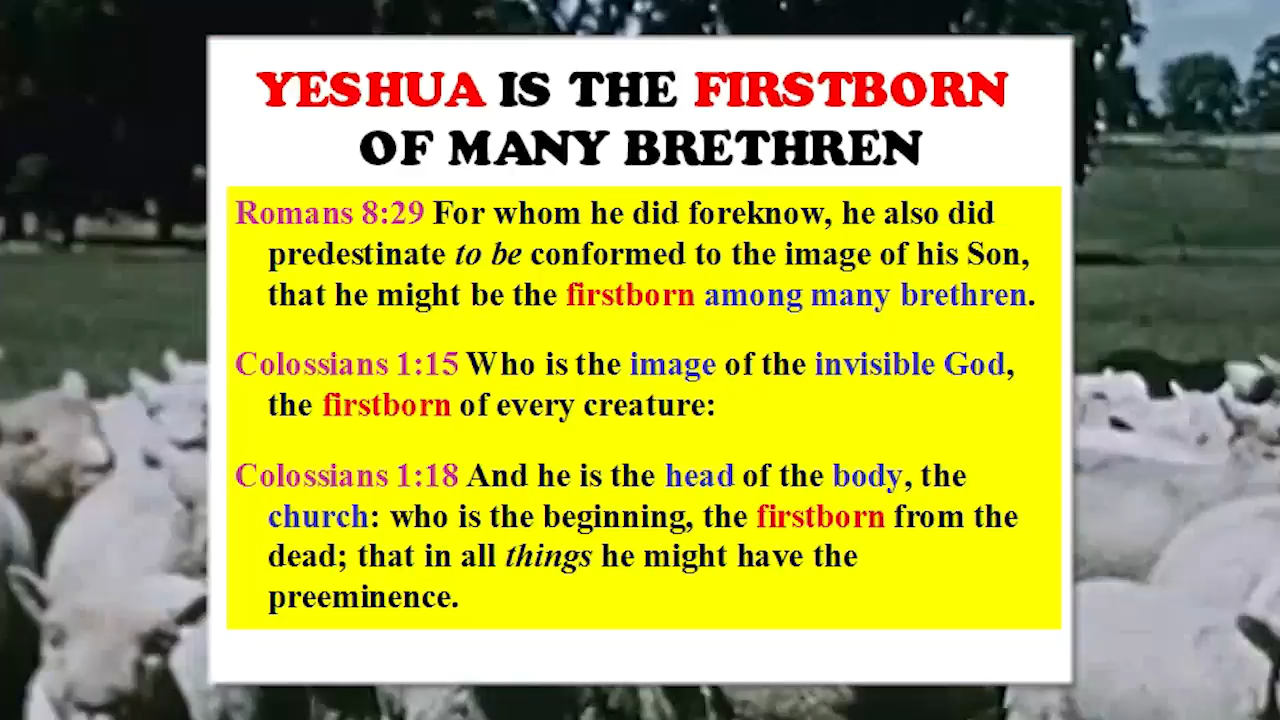 YESHUA IS THE FIRSTBORN
OF MANY BRETHREN
Romans 8:29 For whom he did foreknow, he also did
predestinate to be conformed to the image of his Son,
that he might be the firstborn among many brethren.
Colossians 1:15 Who is the image of the invisible God,
the firstborn of every creature:
Colossians 1:18 And he is the head of the body, the
church: who is the beginning, the firstborn from the
dead; that in all things he might have the
preeminence.